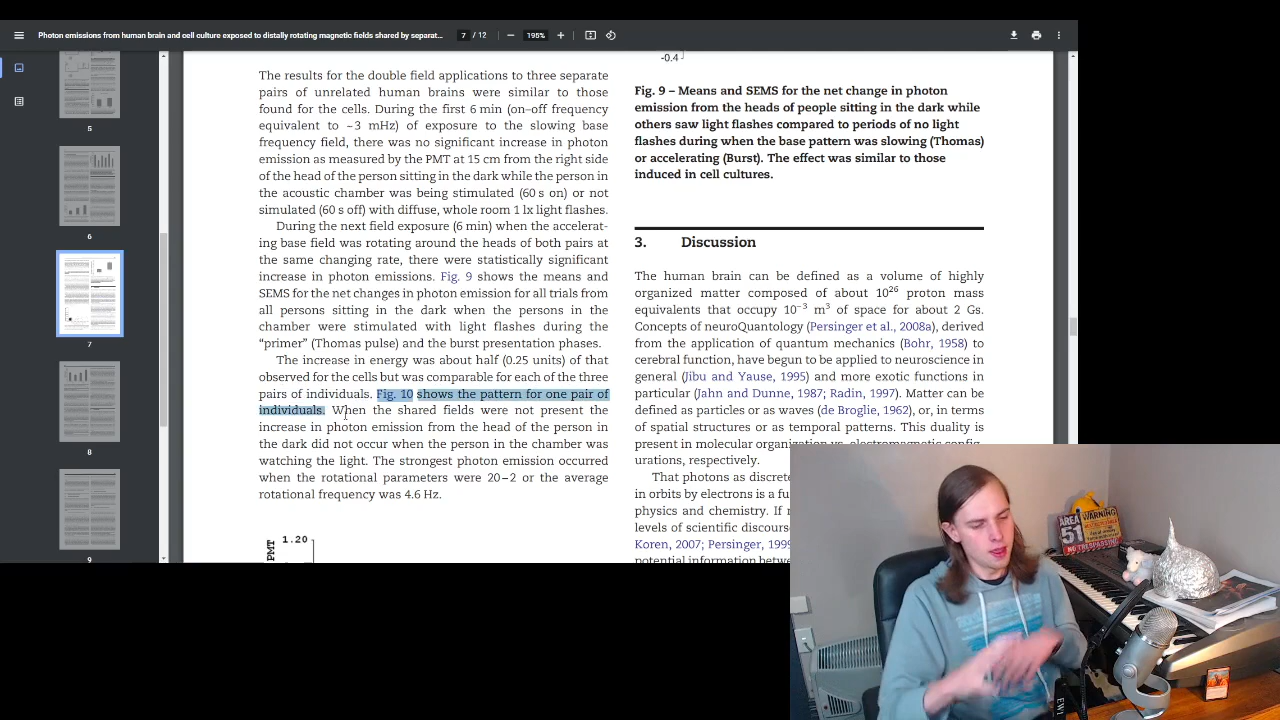 Photon emissions from human brain and cell culture exposed to distally rotating magnetic fields shared by separat...
7 / 12
196%
5
6
7
8
9
The results for the double field applications to three separate
pairs of unrelated human brains were similar to those
found for the cells. During the first 6 min (on–off frequency
equivalent to ~3 mHz) of exposure to the slowing base
frequency field, there was no significant increase in photon
emission as measured by the PMT at 15 cm from the right side
of the head of the person sitting in the dark while the person in
the acoustic chamber was being stimulated (60 s on) or not
simulated (60 s off) with diffuse, whole room 1 lx light flashes.
During the next field exposure (6 min) when the accelerat-
ing base field was rotating around the heads of both pairs at
the same changing rate, there were statistically significant
increase in photon emissions. Fig. 9 shows the means and
SEMS for the net changes in photon emission for all trials from
all persons sitting in the dark when the persons in the
chamber were stimulated with light flashes during the
“primer” (Thomas pulse) and the burst presentation phases.
The increase in energy was about half (0.25 units) of that
observed for the cells but was comparable for each of the three
pairs of individuals. Fig. 10 shows the pattern for one pair of
individuals. When the shared fields were not present the
increase in photon emission from the head of the person in
the dark did not occur when the person in the chamber was
watching the light. The strongest photon emission occurred
when the rotational parameters were 20–2 or the average
rotational frequency was 4.6 Hz.
PMT
1.20
-0.4
Fig. 9 – Means and SEMS for the net change in photon
emission from the heads of people sitting in the dark while
others saw light flashes compared to periods of no light
flashes during when the base pattern was slowing (Thomas)
or accelerating (Burst). The effect was similar to those
induced in cell cultures.
3. Discussion
The human brain can be defined as a volume of highly
organized matter composed of about 10²⁶ proton mass
equivalents that occupy 10⁻³ m³ of space for about 2 Gs.
Concepts of neuroQuantology (Persinger et al., 2008a), derived
from the application of quantum mechanics (Bohr, 1958) to
cerebral function, have begun to be applied to neuroscience in
general (Jibu and Yause, 1995) and more exotic functions in
particular (Jahn and Dunne, 1987; Radin, 1997). Matter can be
defined as particles or as waves (de Broglie, 1962), or, in terms
of spatial structures or as temporal patterns. This duality is
present in molecular organization vs. electromagnetic config-
urations, respectively.
That photons as discrete
in orbits by electrons is a fu
physics and chemistry. If
levels of scientific discours
Koren, 2007; Persinger, 199
potential information betwe
AREA
51
WARNING
NO TRESPASSING